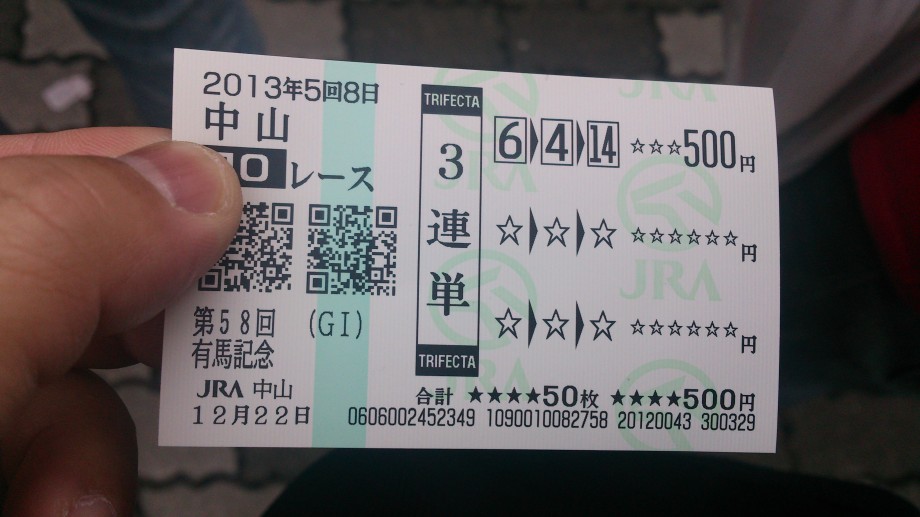 2013年5回8日
中山
0レース
第58回 (GI)
有馬記念
JRA 中山
12月22日
TRIFECTA
3連単
TRIFECTA
6 4 14 ☆☆☆500円
☆ ☆ ☆ ☆☆☆☆☆☆円
☆ ☆ ☆ ☆☆☆☆☆☆円
合計 ★★★★50枚 ★★★★500円
0606002452349 1090010082758 20120043 300329
JRA
JRA
JRA